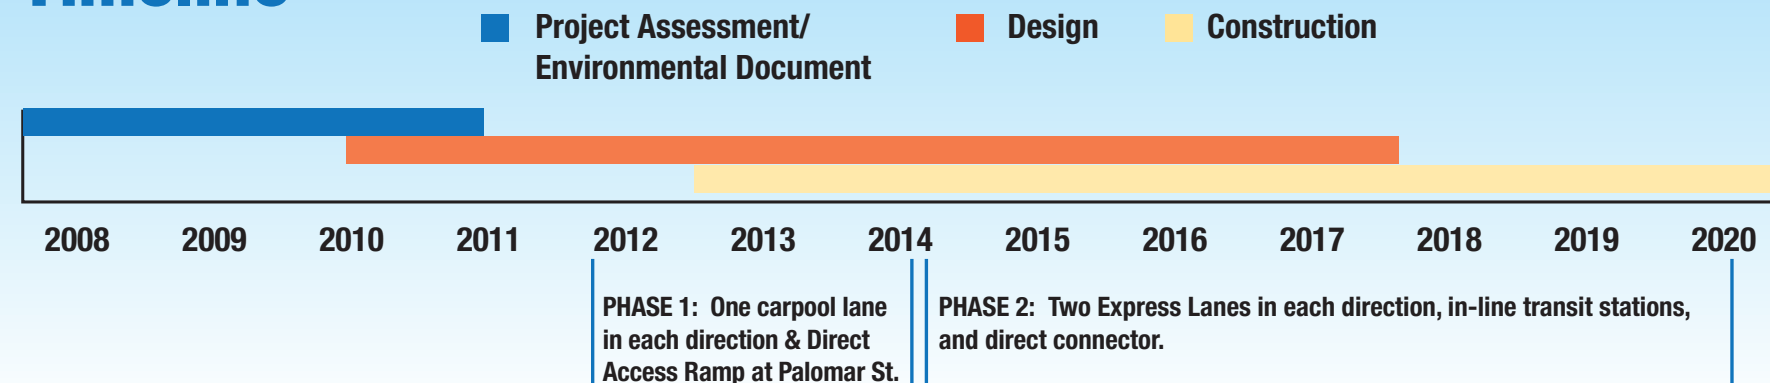 Timeline
Project Assessment/
Environmental Document
Design
Construction
2008 2009 2010 2011 2012 2013 2014 2015 2016 2017 2018 2019 2020
PHASE 1: One carpool lane
in each direction & Direct
Access Ramp at Palomar St.
PHASE 2: Two Express Lanes in each direction, in-line transit stations,
and direct connector.